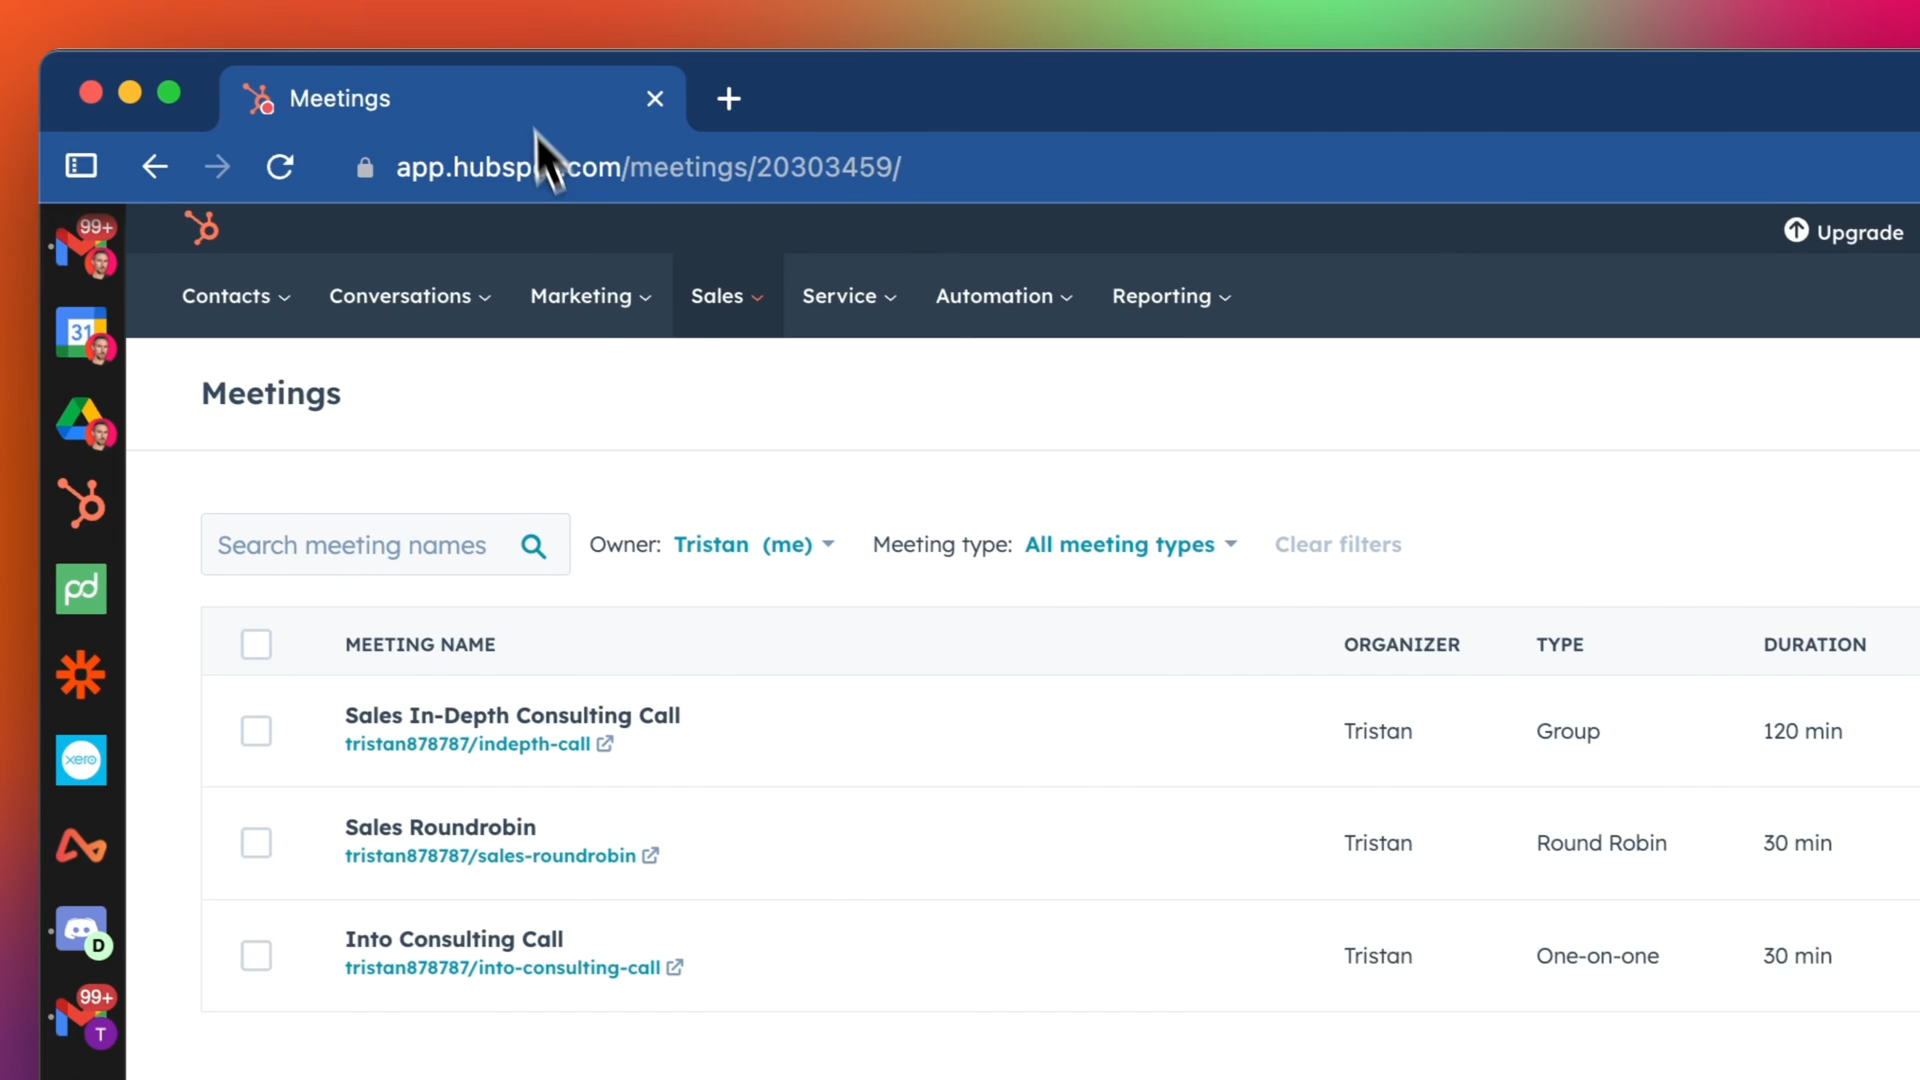 Meetings
app.hubsp .com/meetings/20303459/
99+
Upgrade
Contacts
Conversations
Marketing
Sales
Service
Automation
Reporting
31
Meetings
Search meeting names
Owner: Tristan (me)
Meeting type: All meeting types
Clear filters
pd
MEETING NAME ORGANIZER TYPE DURATION
Sales In-Depth Consulting Call
tristan878787/indepth-call
Tristan Group 120 min
xero
Sales Roundrobin
tristan878787/sales-roundrobin
Tristan Round Robin 30 min
D
Into Consulting Call
tristan878787/into-consulting-call
Tristan One-on-one 30 min
99+
T